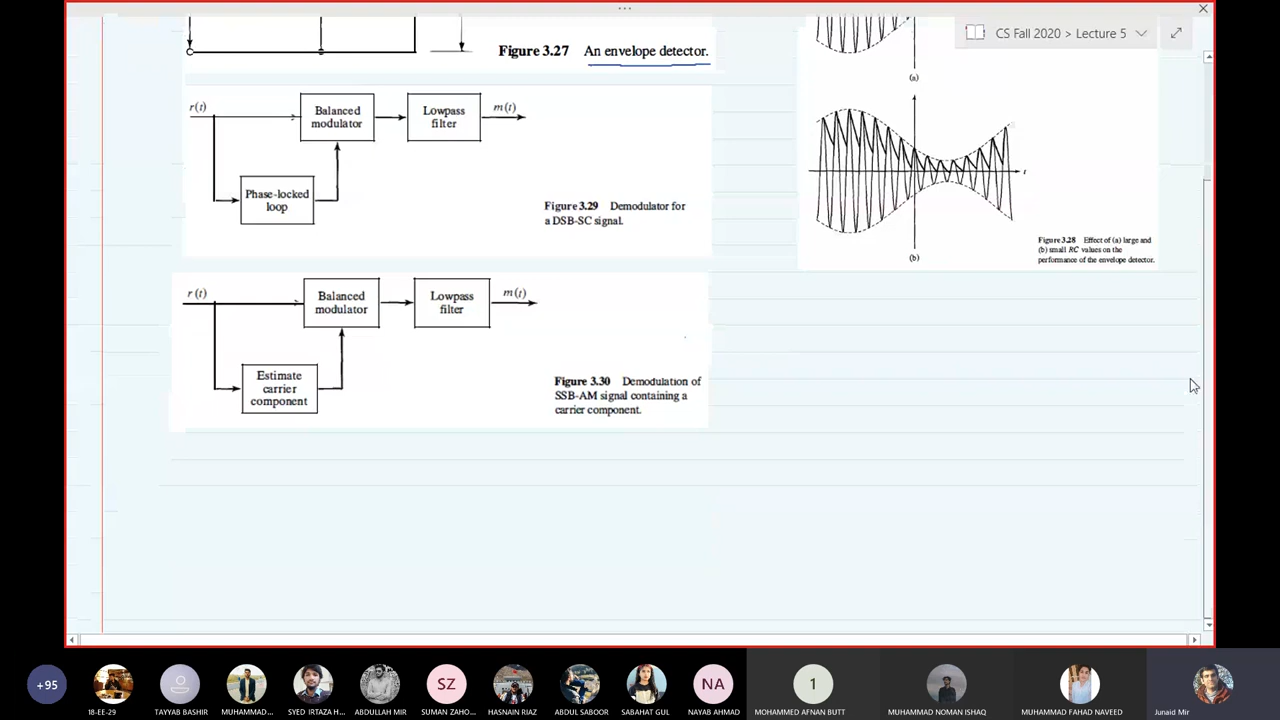 CS Fall 2020 > Lecture 5
Figure 3.27 An envelope detector.
(a)
r(t)
Balanced
modulator
Lowpass
filter
m(t)
Phase-locked
loop
Figure 3.29 Demodulator for
a DSB-SC signal.
t
(b)
Figure 3.28 Effect of (a) large and
(b) small RC values on the
performance of the envelope detector.
r(t)
Balanced
modulator
Lowpass
filter
m(t)
Estimate
carrier
component
Figure 3.30 Demodulation of
SSB-AM signal containing a
carrier component.
+95
SZ
NA
1
18-EE-29
TAYYAB BASHIR
MUHAMMAD...
SYED IRTAZA H...
ABDULLAH MIR
SUMAN ZAHO...
HASNAIN RIAZ
ABDUL SABOOR
SABAHAT GUL
NAYAB AHMAD
MOHAMMED AFNAN BUTT
MUHAMMAD NOMAN ISHAQ
MUHAMMAD FAHAD NAVEED
Junaid Mir